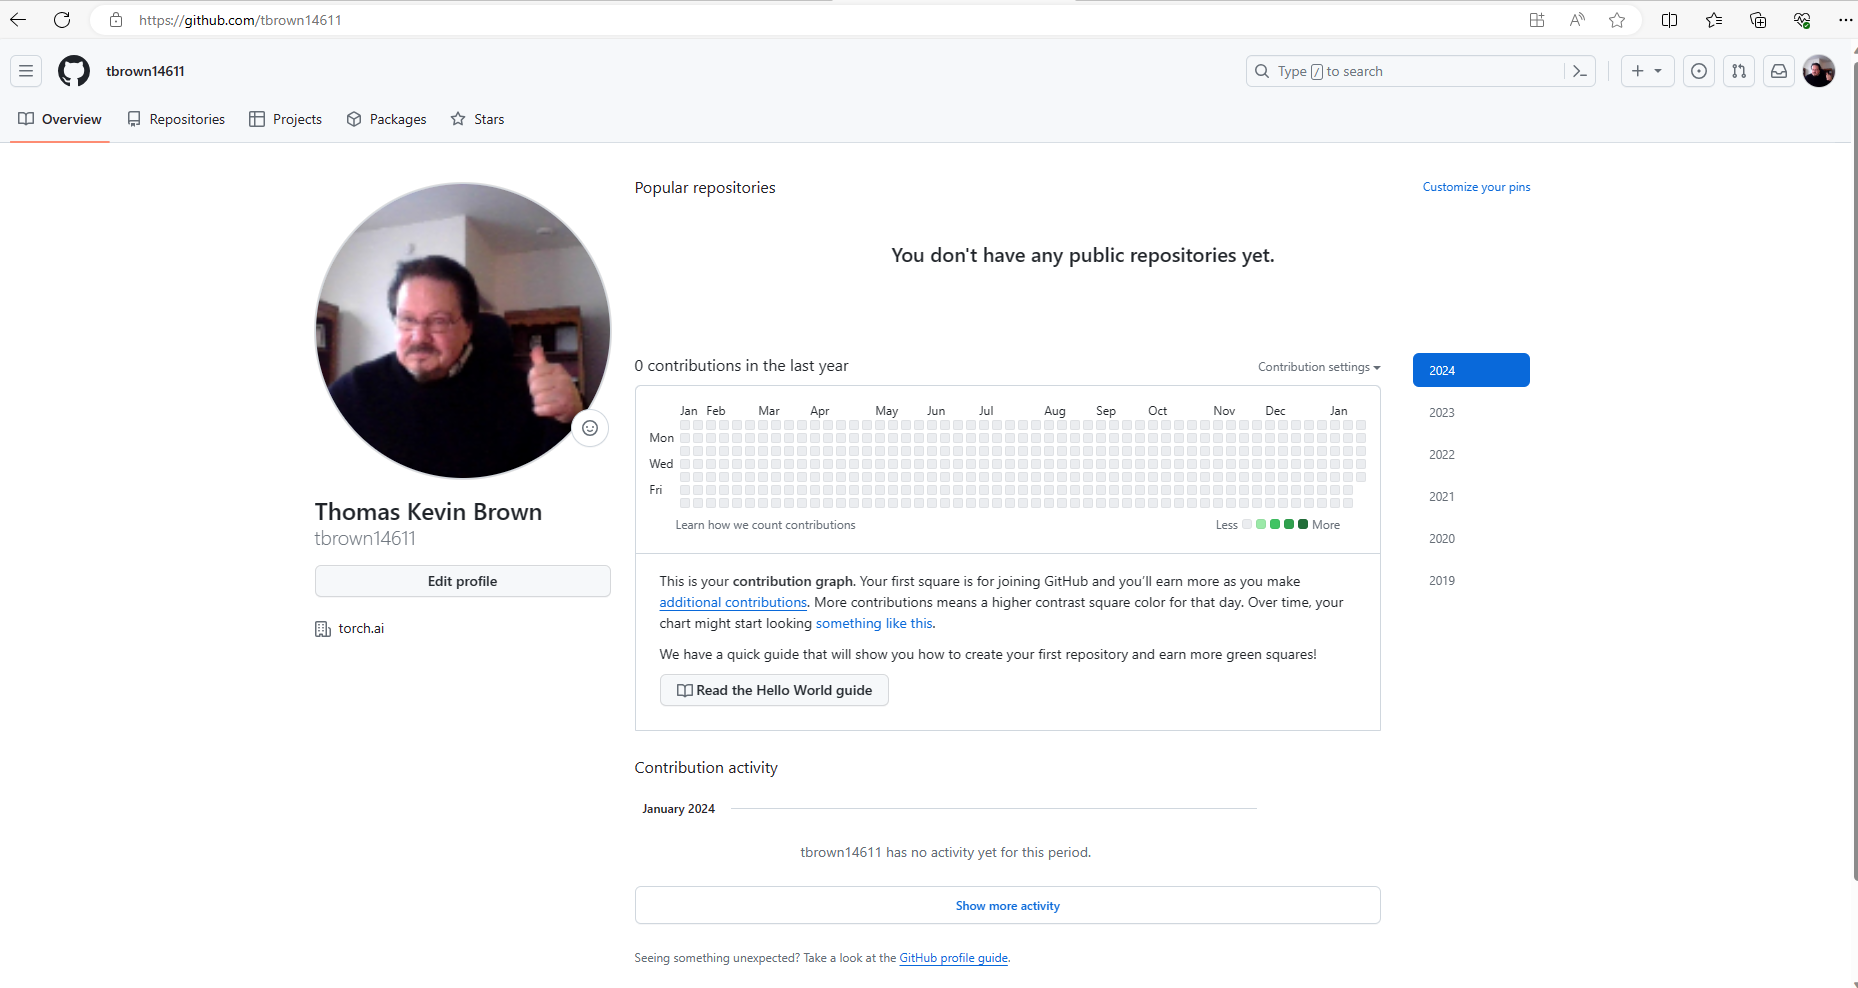 https://github.com/tbrown14611
tbrown14611
Type / to search
Overview
Repositories
Projects
Packages
Stars
Popular repositories
Customize your pins
You don't have any public repositories yet.
0 contributions in the last year
Contribution settings
2024
2023
2022
2021
2020
2019
Jan Feb Mar Apr May Jun Jul Aug Sep Oct Nov Dec Jan
Mon
Wed
Fri
Learn how we count contributions
Less More
Thomas Kevin Brown
tbrown14611
Edit profile
torch.ai
This is your contribution graph. Your first square is for joining GitHub and you’ll earn more as you make
additional contributions. More contributions means a higher contrast square color for that day. Over time, your
chart might start looking something like this.
We have a quick guide that will show you how to create your first repository and earn more green squares!
Read the Hello World guide
Contribution activity
January 2024
tbrown14611 has no activity yet for this period.
Show more activity
Seeing something unexpected? Take a look at the GitHub profile guide.